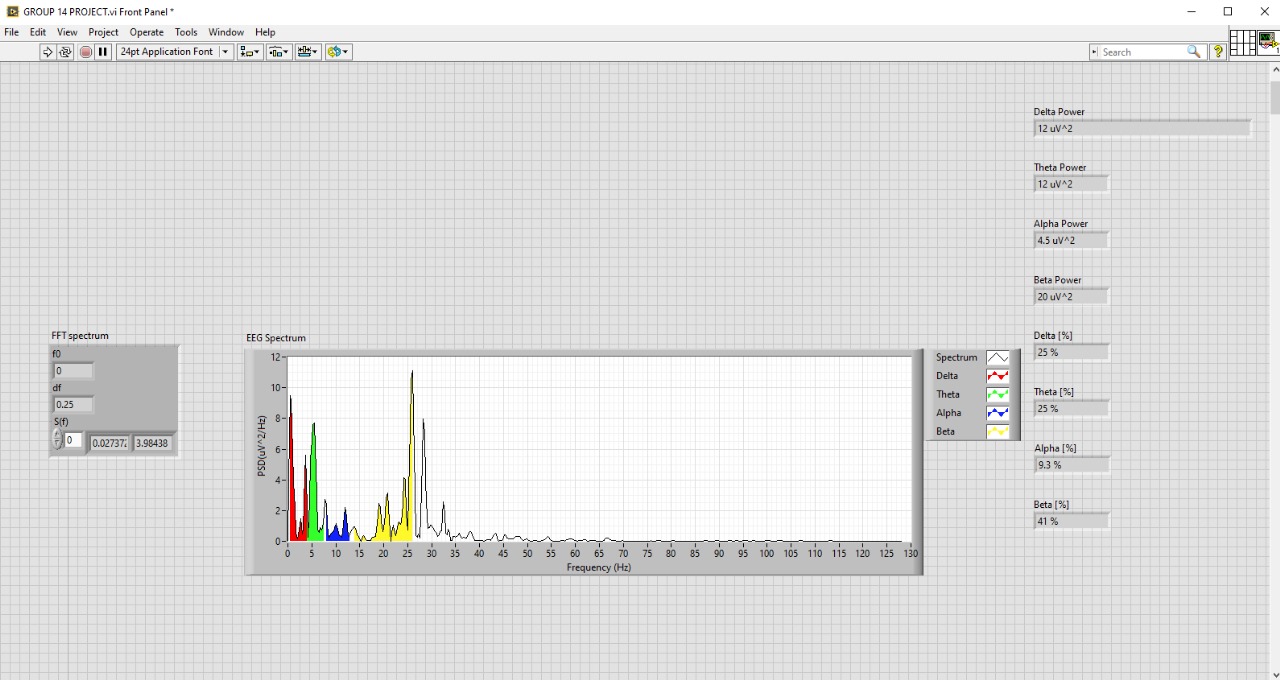 GROUP 14 PROJECT.vi Front Panel *
File Edit View Project Operate Tools Window Help
24pt Application Font
Search
?
1
Delta Power
12 uV^2
Theta Power
12 uV^2
Alpha Power
4.5 uV^2
Beta Power
20 uV^2
Delta [%]
25 %
Theta [%]
25 %
Alpha [%]
9.3 %
Beta [%]
41 %
FFT spectrum
f0
0
df
0.25
S(f)
0 0.02737 3.98438
EEG Spectrum
PSD(uV^2/Hz)
12
10
8
6
4
2
0
0 5 10 15 20 25 30 35 40 45 50 55 60 65 70 75 80 85 90 95 100 105 110 115 120 125 130
Frequency (Hz)
Spectrum
Delta
Theta
Alpha
Beta